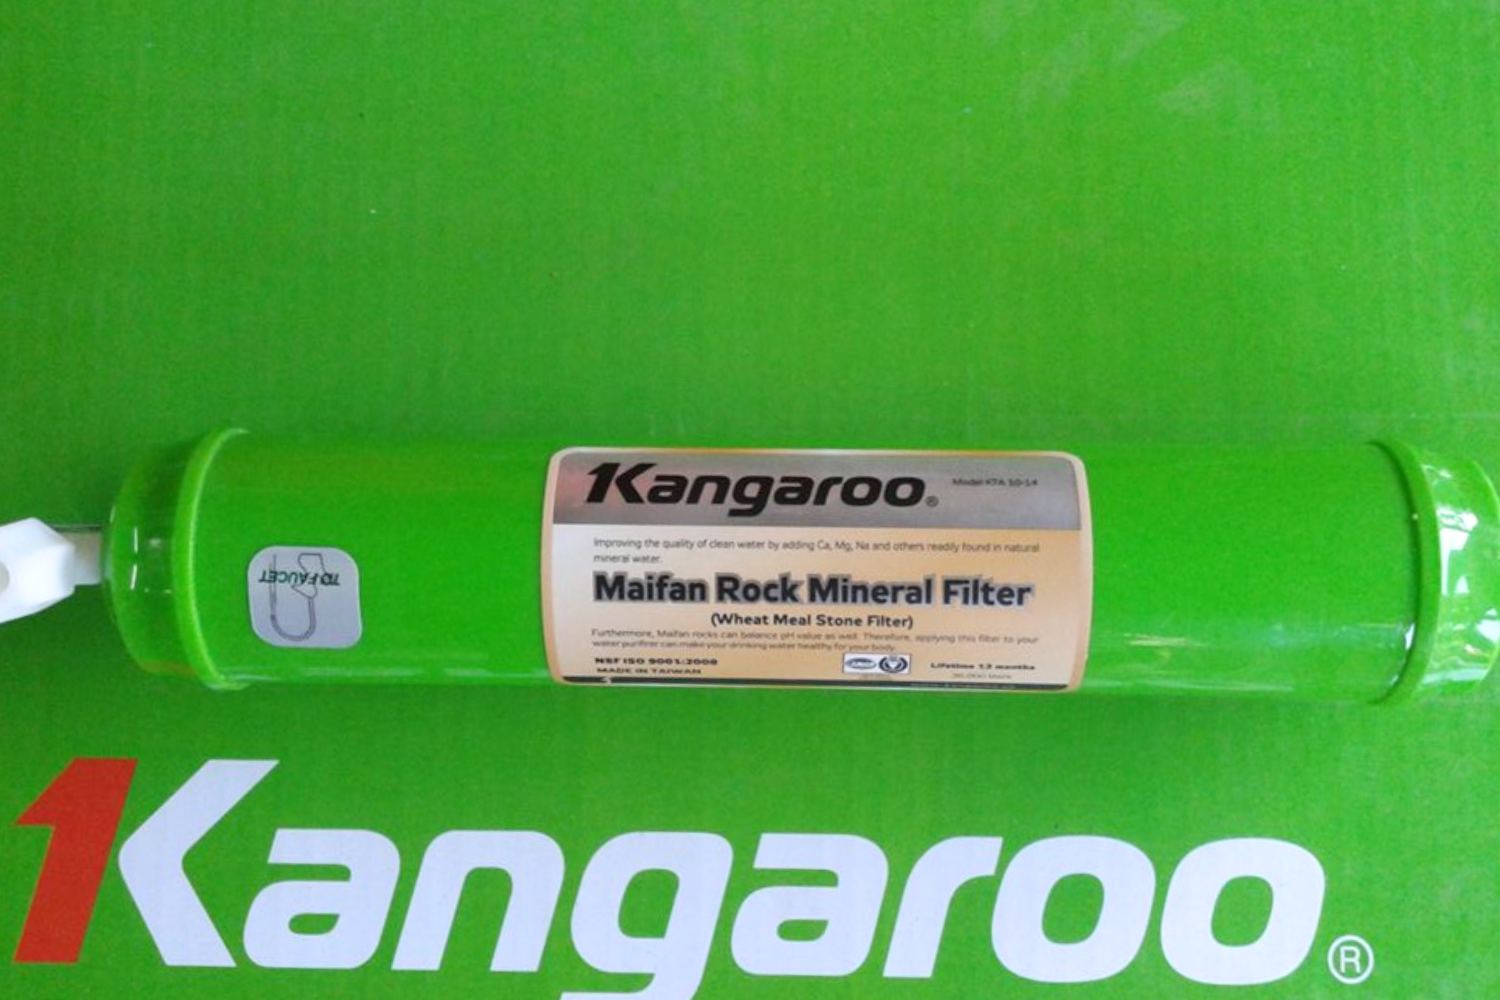 Kangaroo®
Model KTA 10-14
Improving the quality of clean water by adding Ca, Mg, Na and others readily found in natural
mineral water.
Maifan Rock Mineral Filter
(Wheat Meal Stone Filter)
Furthermore, Maifan rocks can balance pH value as well. Therefore, applying this filter to your
water purifirer can make your drinking water healthy for your body.
NSF ISO 9001:2008
MADE IN TAIWAN
Lifetime 12 months
TO FAUCET
Kangaroo®